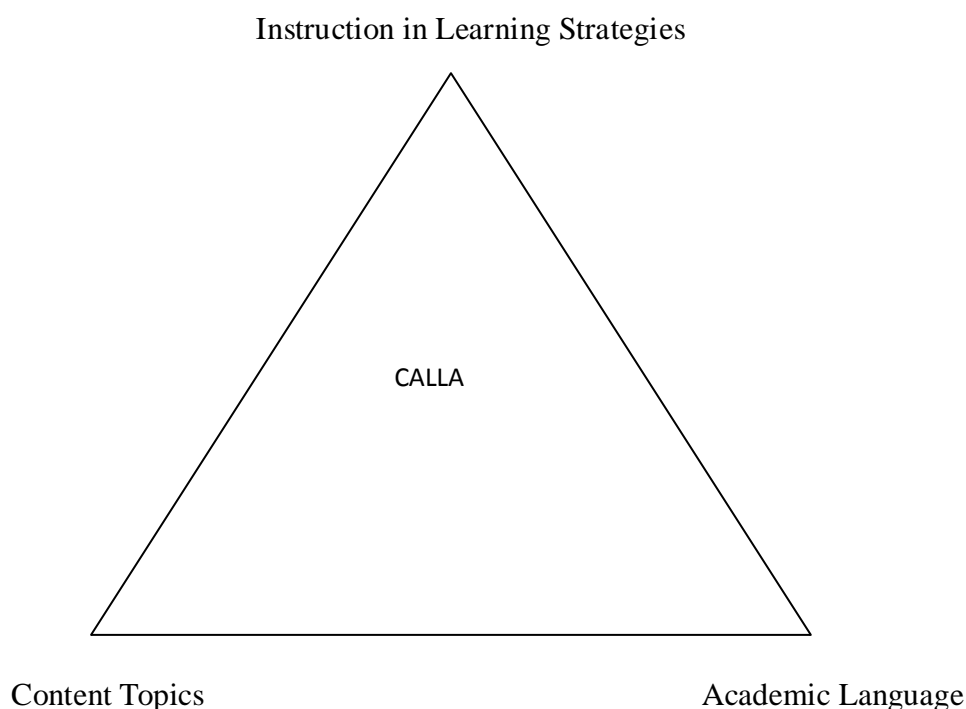 Instruction in Learning Strategies
CALLA
Content Topics
Academic Language